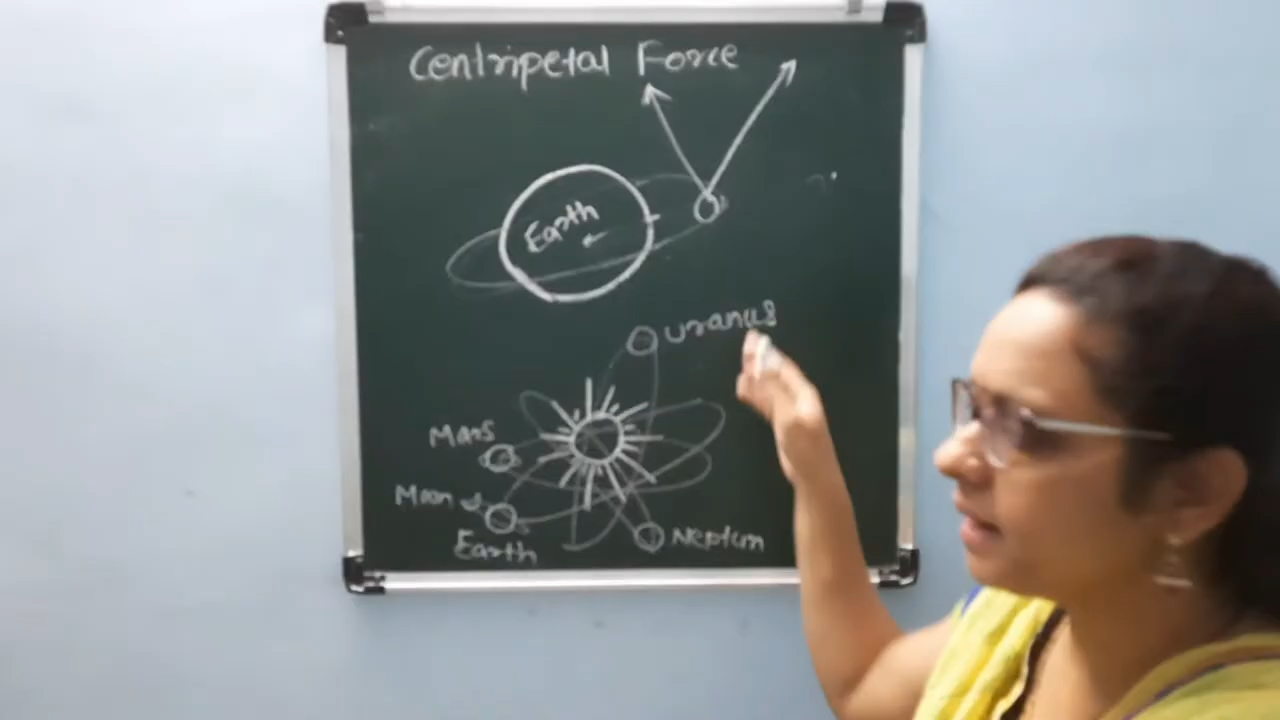 Centripetal Force
Earth
Uranus
Mars
Moon
Earth
Neptun